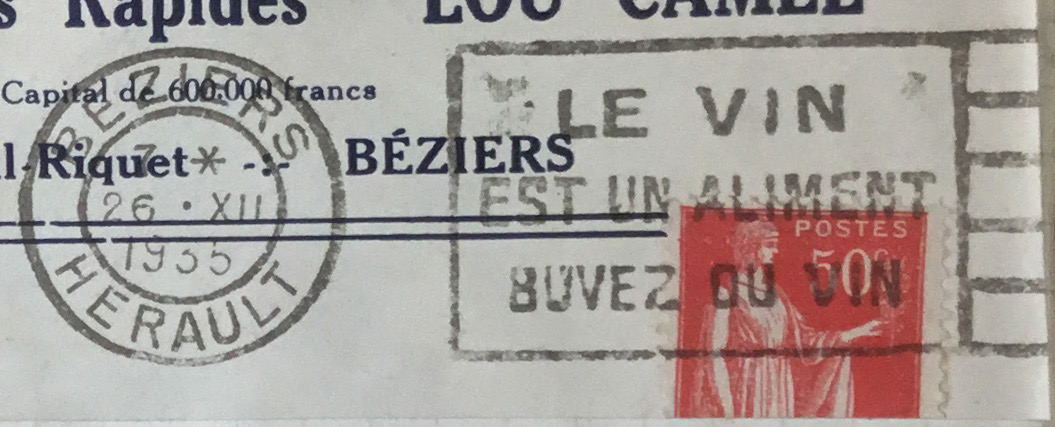 s Rapides "LOU CAMEL"
Capital de 600.000 francs
l-Riquet -:- BÉZIERS
BEZIERS
7 *
26 • XII
1935
HERAULT
LE VIN
EST UN ALIMENT
BUVEZ DU VIN
POSTES
50c